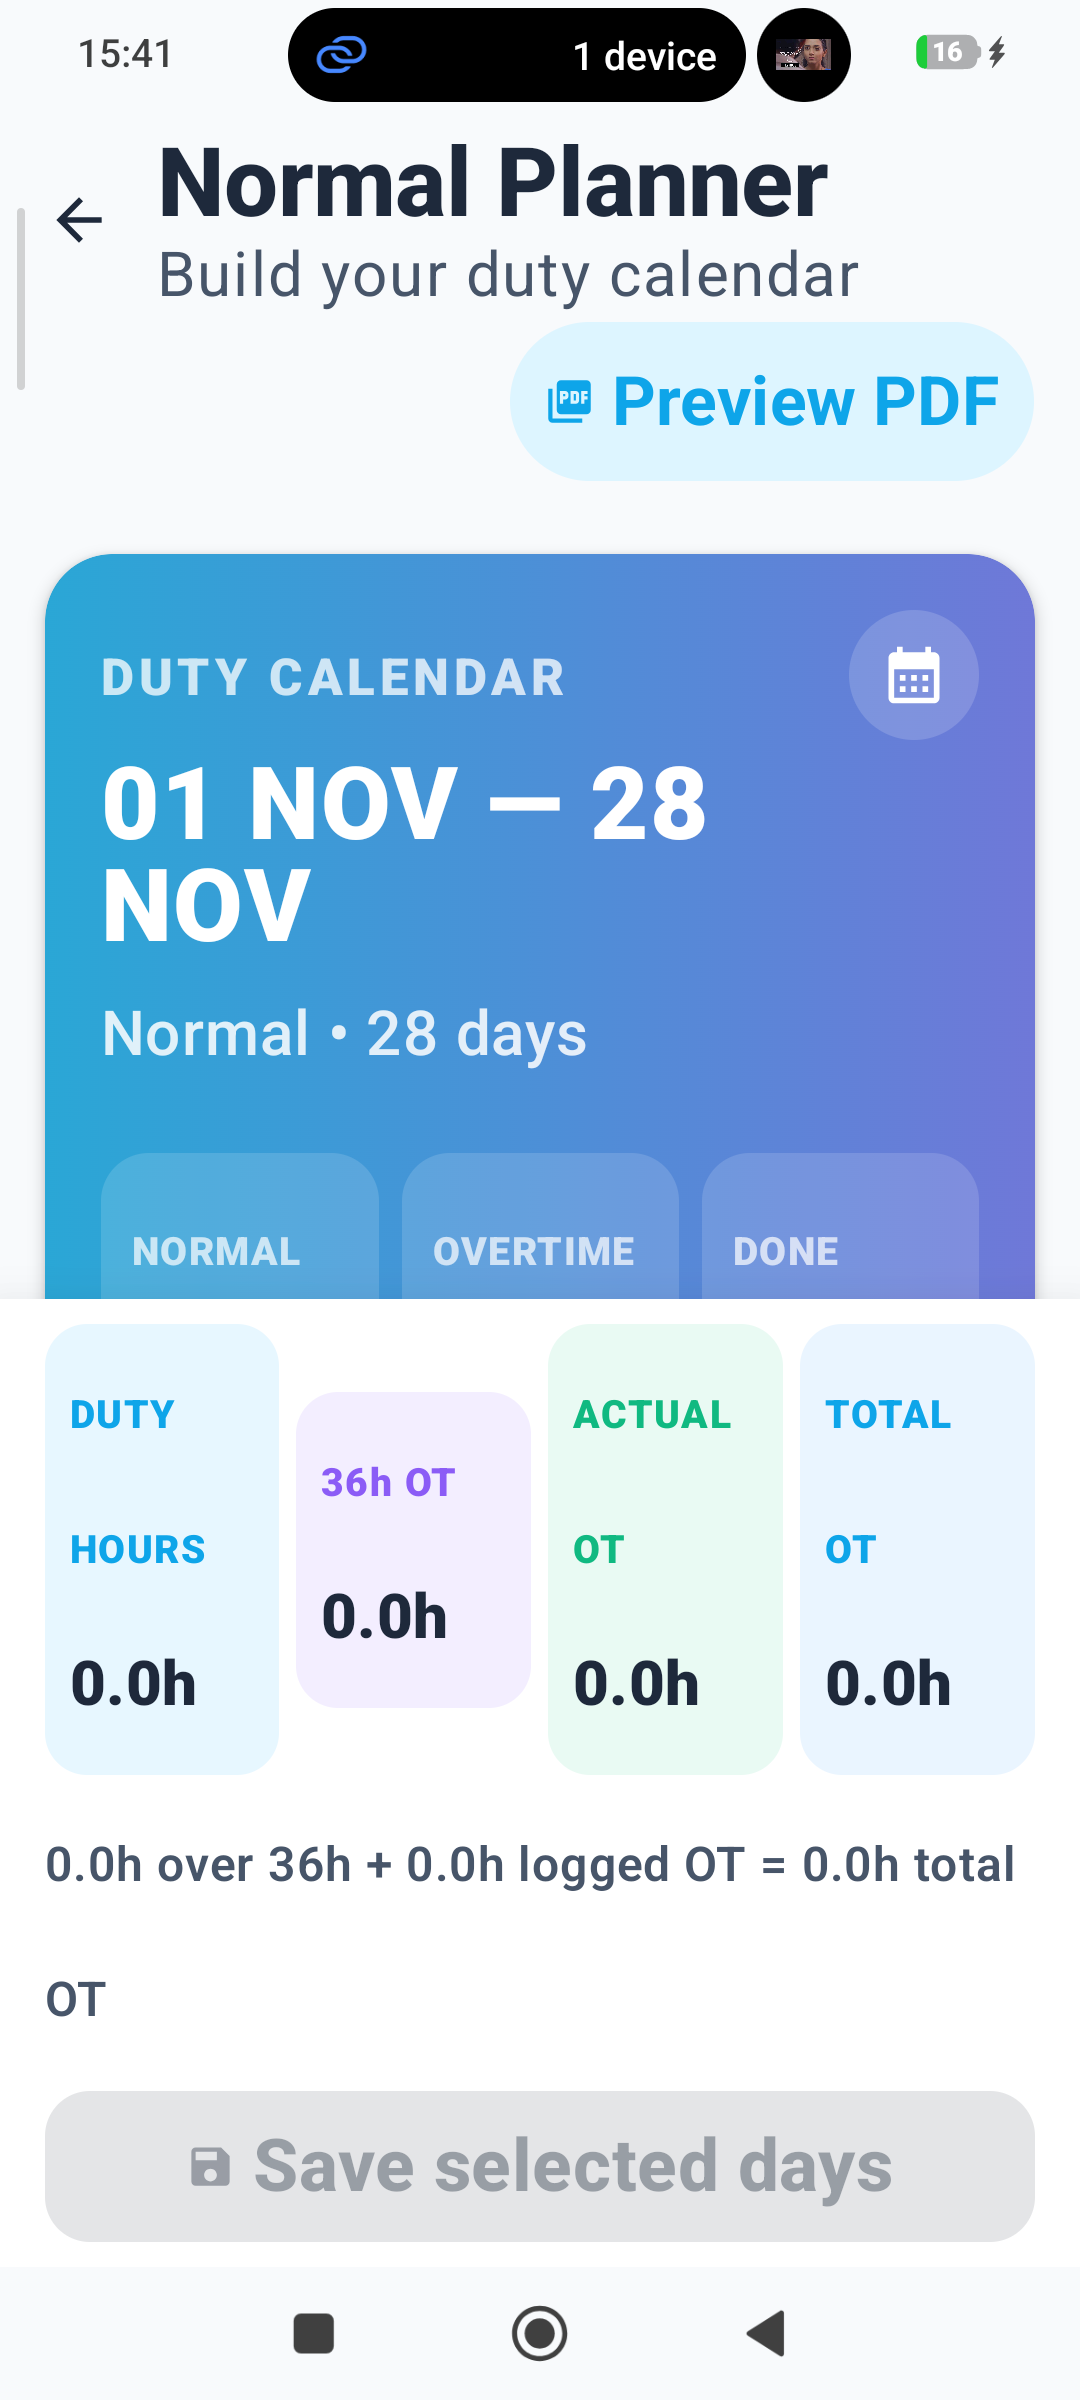 15:41
1 device
16
Normal Planner
Build your duty calendar
PDF Preview PDF
DUTY CALENDAR
01 NOV — 28
NOV
Normal • 28 days
NORMAL
OVERTIME
DONE
DUTY
HOURS
0.0h
36h OT
0.0h
ACTUAL
OT
0.0h
TOTAL
OT
0.0h
0.0h over 36h + 0.0h logged OT = 0.0h total
OT
Save selected days